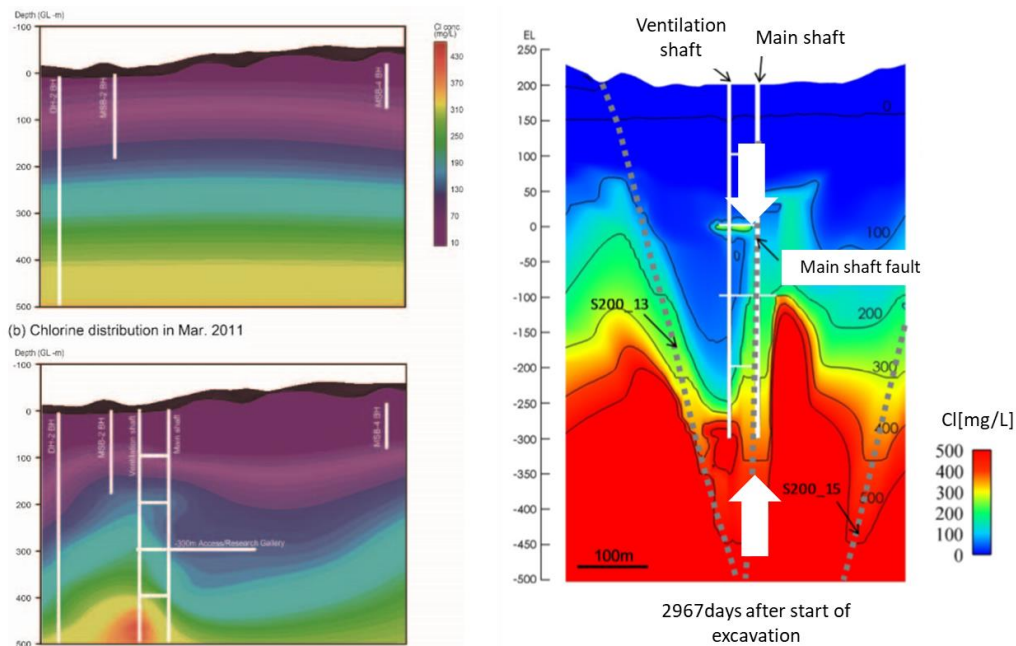 Depth (GL -m)
-100
0
100
200
300
400
500
DH-2 BH
MSB-2 BH
MSB-4 BH
Cl conc.
(mg/L)
430
370
310
250
190
130
70
10
(b) Chlorine distribution in Mar. 2011
Depth (GL -m)
-100
0
100
200
300
400
500
DH-2 BH
MSB-2 BH
Ventilation shaft
Main shaft
MSB-4 BH
-300m Access/Research Gallery
Ventilation
shaft
Main shaft
EL
250
200
150
100
50
0
-50
-100
-150
-200
-250
-300
-350
-400
-450
-500
0
100
Main shaft fault
S200_13
200
300
400
S200_15
100m
Cl[mg/L]
500
400
300
200
100
0
2967days after start of
excavation